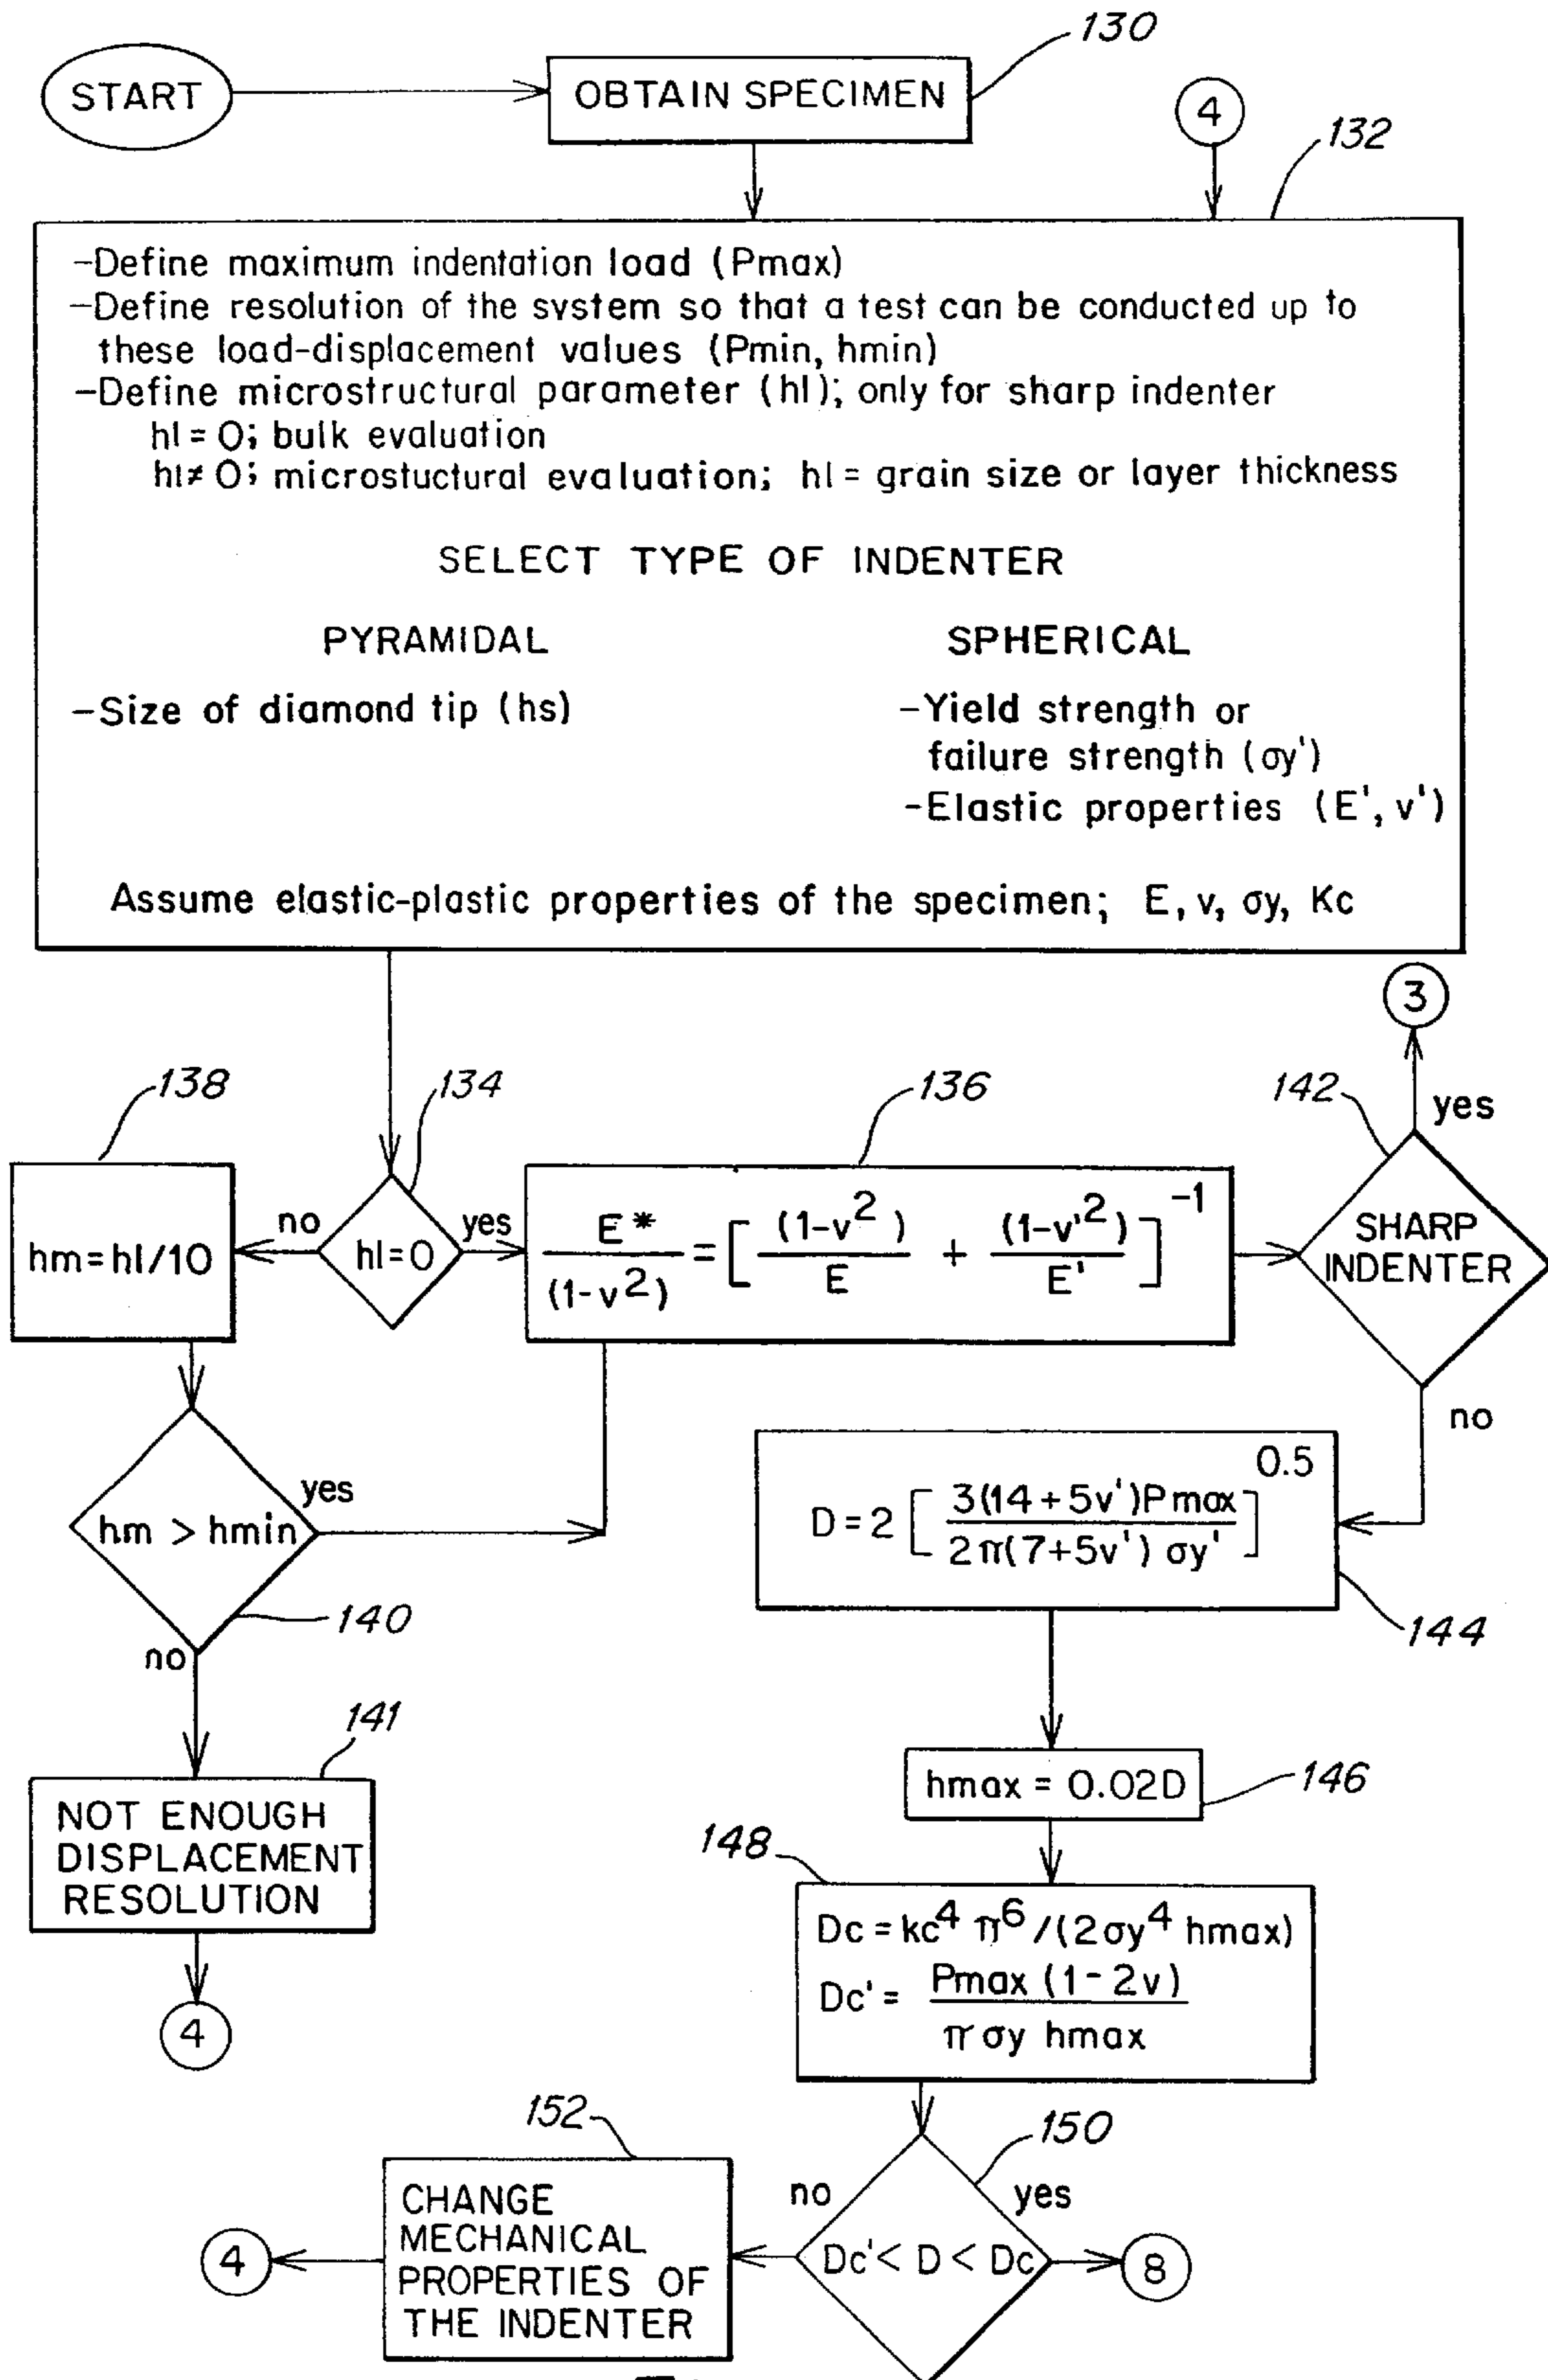 130
START
OBTAIN SPECIMEN
4
132
-Define maximum indentation load (Pmax)
-Define resolution of the system so that a test can be conducted up to
these load-displacement values (Pmin, hmin)
-Define microstructural parameter (hl); only for sharp indenter
hl = 0; bulk evaluation
hl ≠ 0; microstuctural evaluation; hl = grain size or layer thickness
SELECT TYPE OF INDENTER
PYRAMIDAL SPHERICAL
-Size of diamond tip (hs)
-Yield strength or
failure strength (σy')
-Elastic properties (E', v')
Assume elastic-plastic properties of the specimen; E, v, σy, Kc
3
138
134
136
142
yes
hm = hl/10
no
hl=0
yes
E* / (1-v²) = [ (1-v²) / E + (1-v'²) / E' ]⁻¹
SHARP
INDENTER
no
hm > hmin
yes
140
no
D = 2 [ 3(14+5v')Pmax / 2π(7+5v') σy' ]^0.5
144
141
NOT ENOUGH
DISPLACEMENT
RESOLUTION
4
hmax = 0.02D
146
148
Dc = kc⁴ π⁶ / (2σy⁴ hmax)
Dc' = Pmax (1-2v) / π σy hmax
152
150
no
yes
CHANGE
MECHANICAL
PROPERTIES OF
THE INDENTER
4
Dc' < D < Dc
8